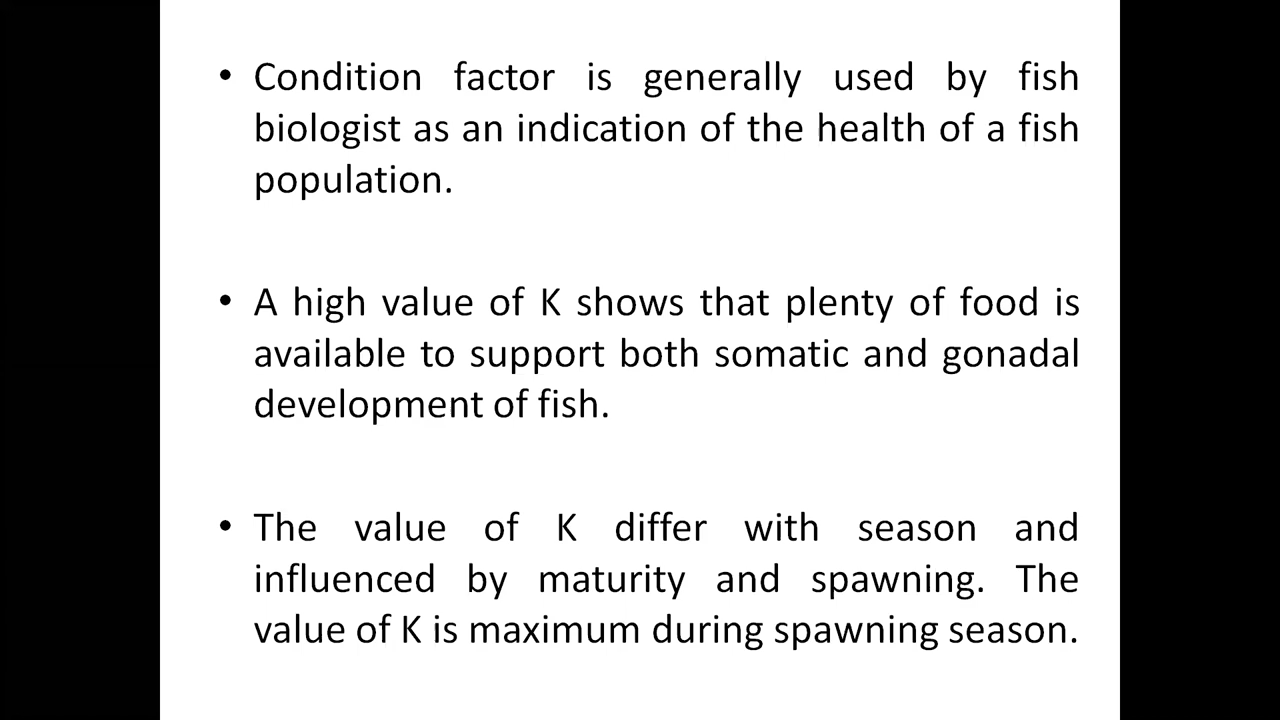 • Condition factor is generally used by fish
biologist as an indication of the health of a fish
population.
• A high value of K shows that plenty of food is
available to support both somatic and gonadal
development of fish.
• The value of K differ with season and
influenced by maturity and spawning. The
value of K is maximum during spawning season.